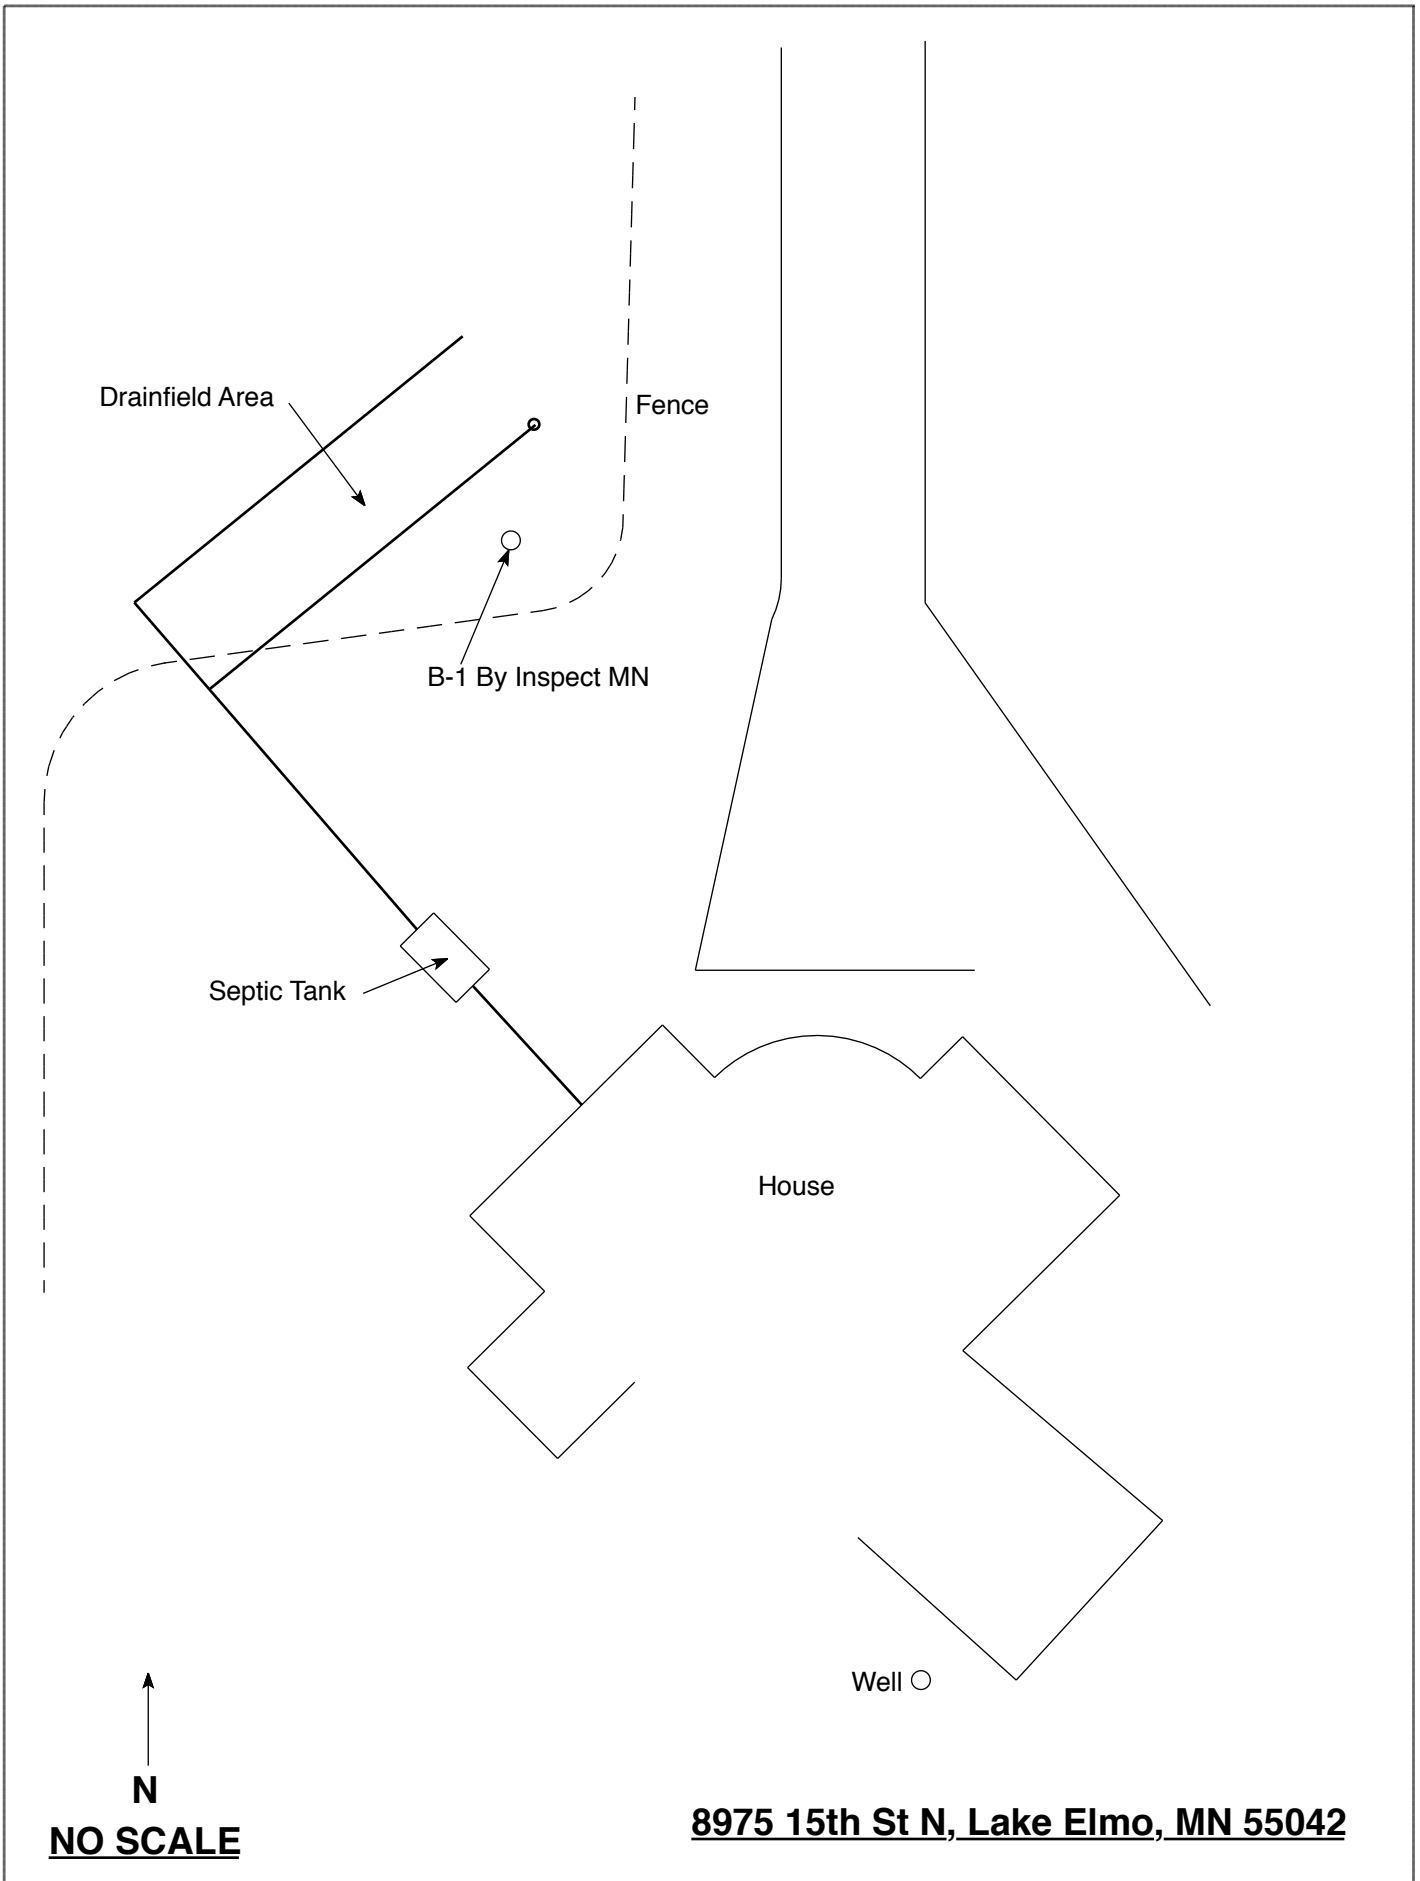 Drainfield Area
Fence
B-1 By Inspect MN
Septic Tank
House
Well
N
NO SCALE
8975 15th St N, Lake Elmo, MN 55042